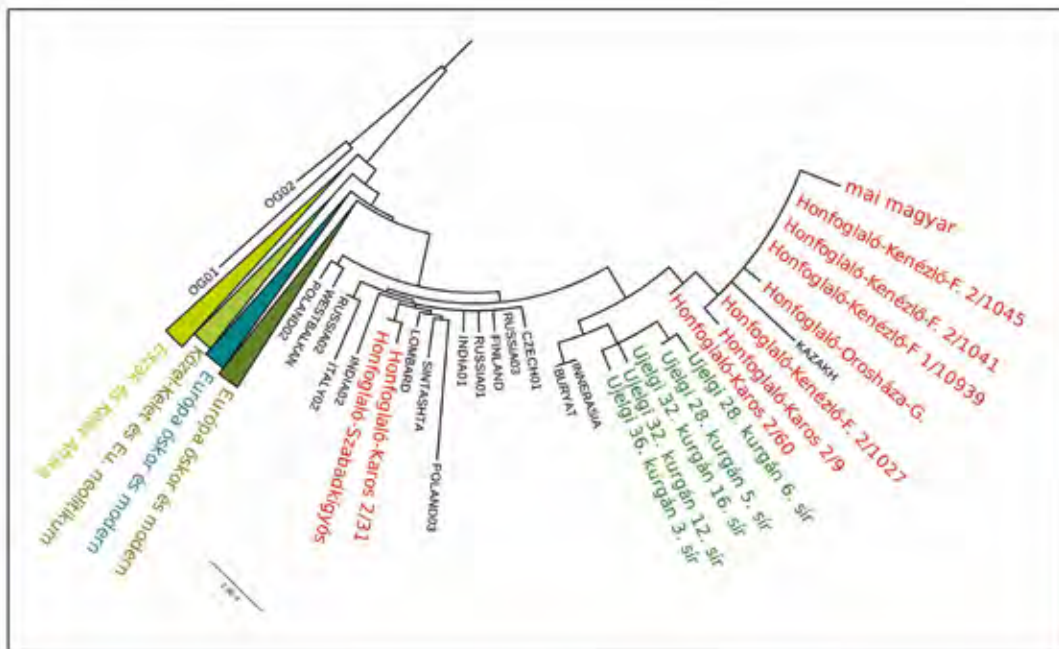 OG02
OG01
Észak és Kelet Afrika
Közel-Kelet és Eu. neolitikum
Európa őskor és modern
Európa őskor és modern
POLAND02
WESTBALKAN
RUSSIA02
ITALY02
INDIA02
Honfoglaló-Szabadkígyós
Honfoglaló-Karos 2/31
LOMBARD
SINTASHTA
POLAND03
INDIA01
RUSSIA01
FINLAND
RUSSIA03
CZECH01
BURYAT
INNERASIA
Ujelgi 36. kurgán 3. sír
Ujelgi 32. kurgán 12. sír
Ujelgi 32. kurgán 16. sír
Ujelgi 28. kurgán 5. sír
Ujelgi 28. kurgán 6. sír
Honfoglaló-Karos 2/60
Honfoglaló-Karos 2/9
Honfoglaló-Kenézló-F. 2/1027
KAZAKH
Honfoglaló-Orosháza-G.
Honfoglaló-Kenézló-F 1/10939
Honfoglaló-Kenézló-F. 2/1041
Honfoglaló-Kenézló-F. 2/1045
mai magyar